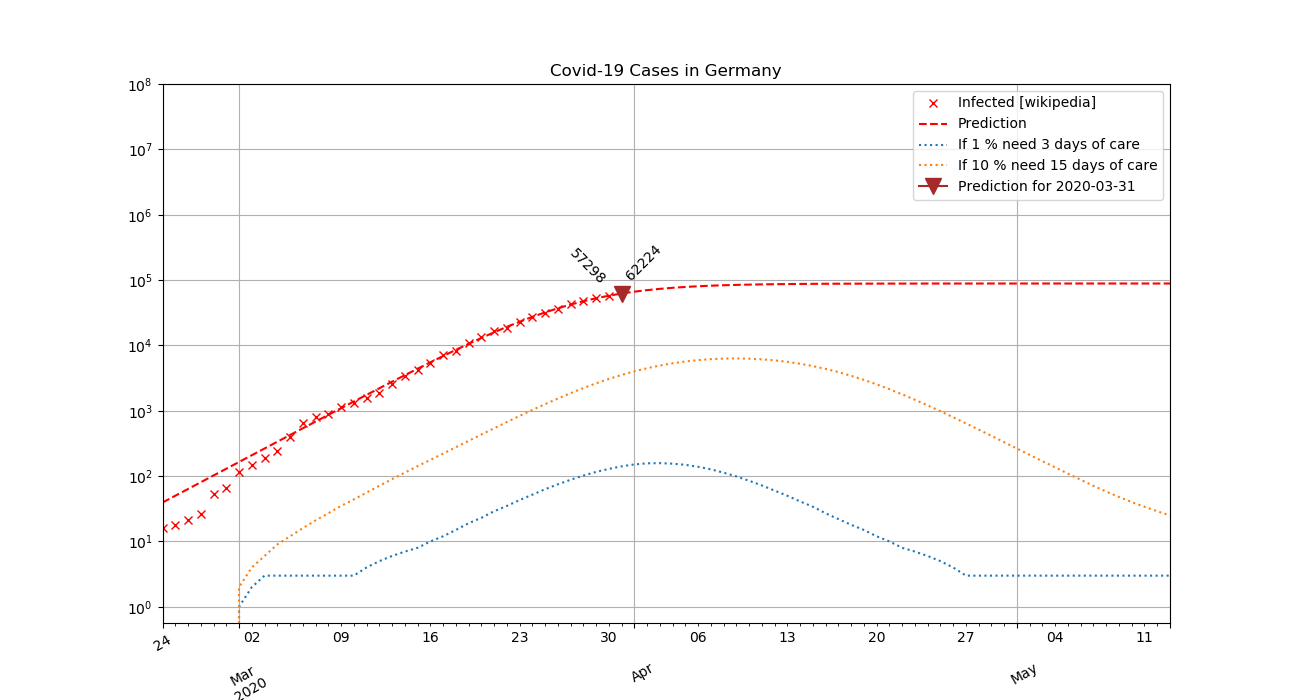 Covid-19 Cases in Germany
10^8
10^7
10^6
10^5
10^4
10^3
10^2
10^1
10^0
Infected [wikipedia]
Prediction
If 1 % need 3 days of care
If 10 % need 15 days of care
Prediction for 2020-03-31
57298
62224
24
02
09
16
23
30
06
13
20
27
04
11
Mar
2020
Apr
May